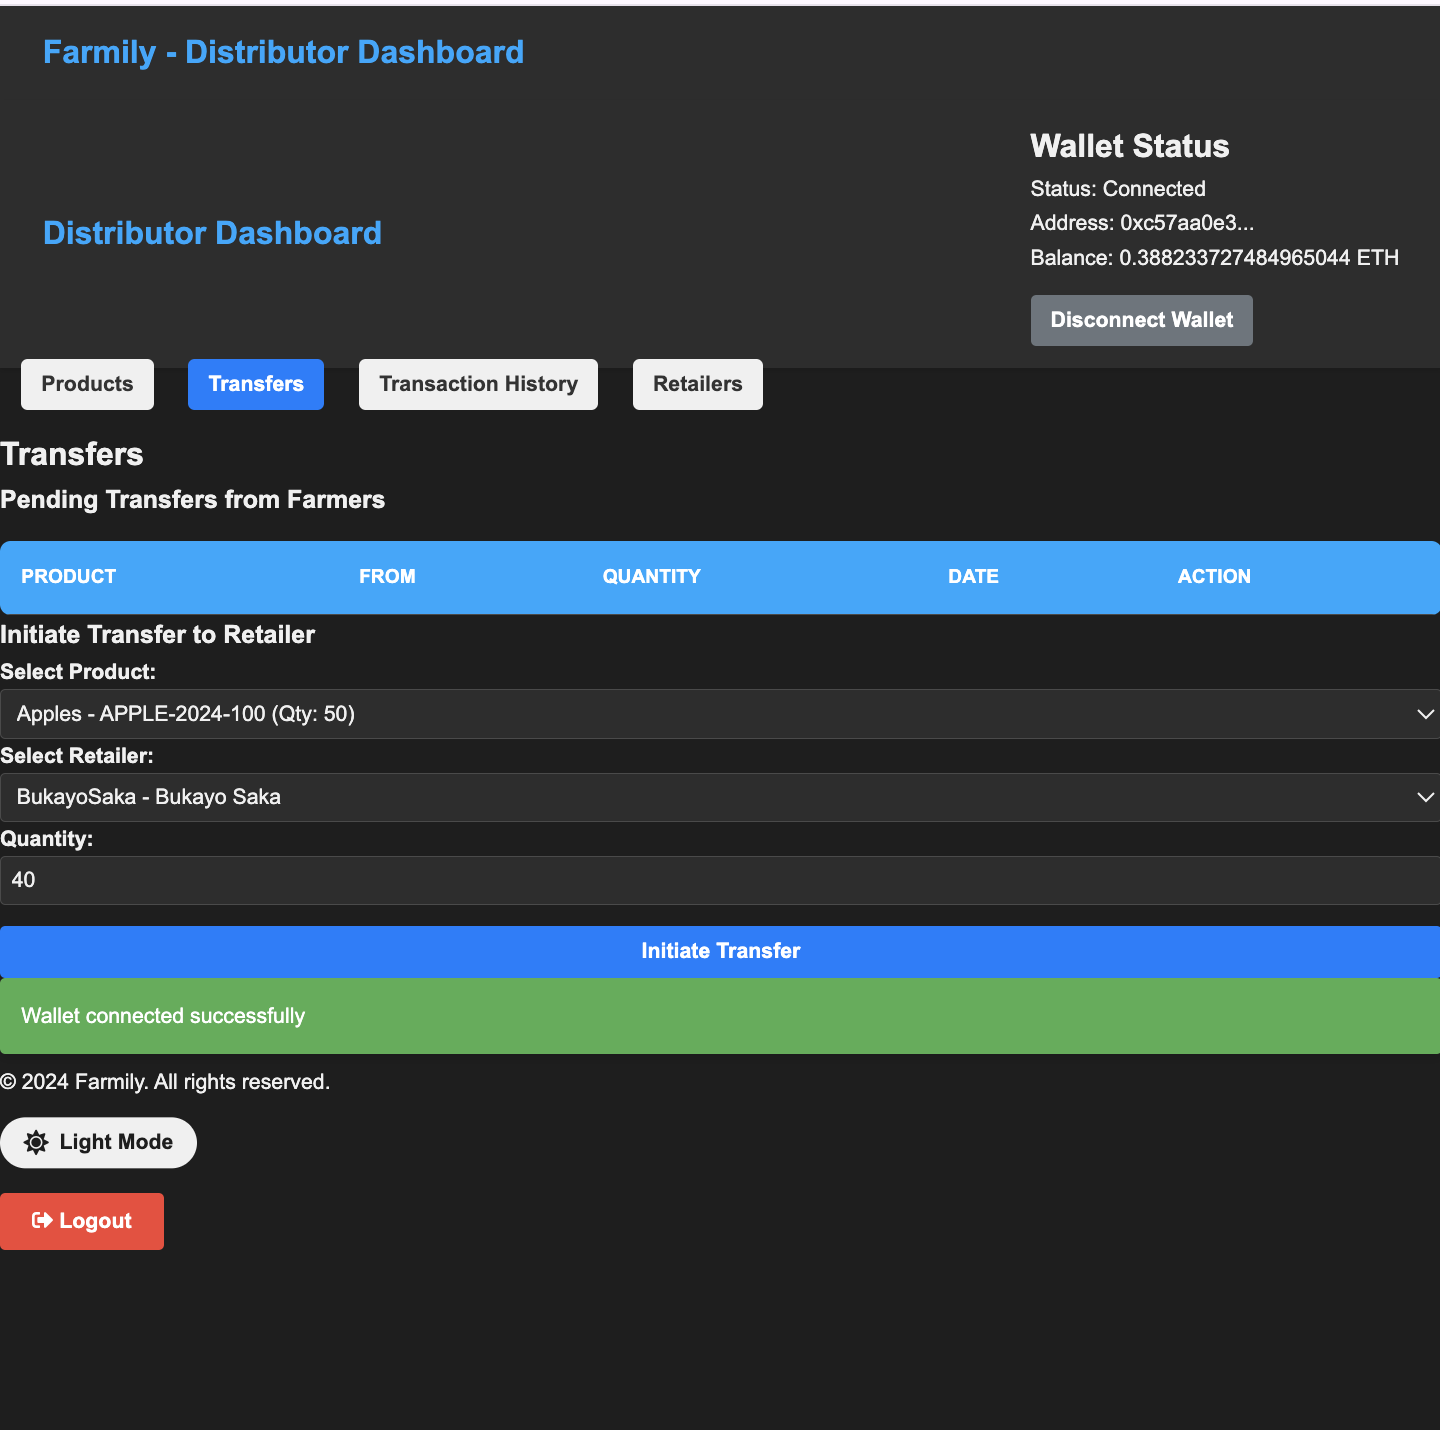 Farmily - Distributor Dashboard
Distributor Dashboard
Wallet Status
Status: Connected
Address: 0xc57aa0e3...
Balance: 0.388233727484965044 ETH
Disconnect Wallet
Products Transfers Transaction History Retailers
Transfers
Pending Transfers from Farmers
PRODUCT FROM QUANTITY DATE ACTION
Initiate Transfer to Retailer
Select Product:
Apples - APPLE-2024-100 (Qty: 50)
Select Retailer:
BukayoSaka - Bukayo Saka
Quantity:
40
Initiate Transfer
Wallet connected successfully
© 2024 Farmily. All rights reserved.
Light Mode
Logout